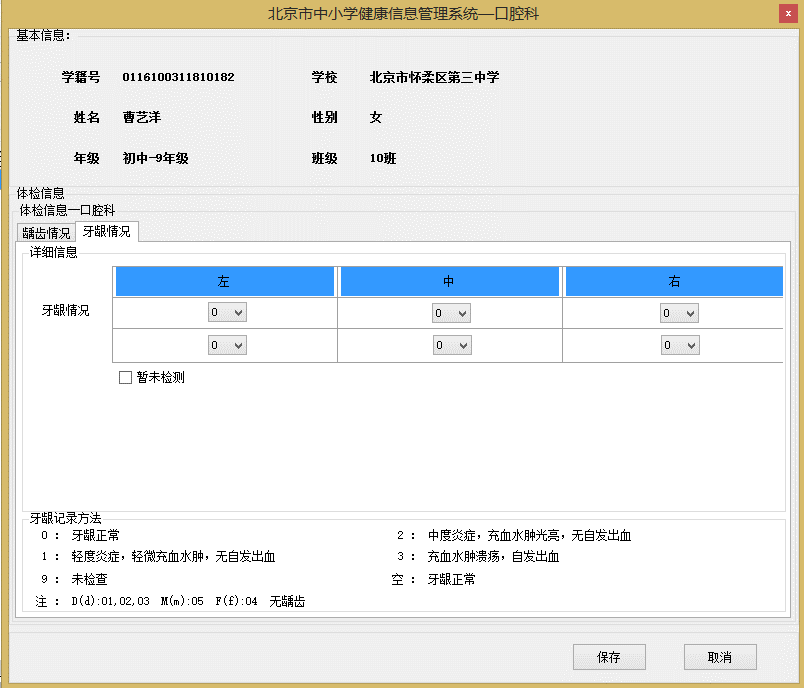 北京市中小学健康信息管理系统—口腔科
x
基本信息:
学籍号 0116100311810182 学校 北京市怀柔区第三中学
姓名 曹艺洋 性别 女
年级 初中-9年级 班级 10班
体检信息
体检信息—口腔科
龋齿情况 牙龈情况
详细信息
左 中 右
牙龈情况
0 0 0
0 0 0
暂未检测
牙龈记录方法
0 : 牙龈正常 2 : 中度炎症，充血水肿光亮，无自发出血
1 : 轻度炎症，轻微充血水肿，无自发出血 3 : 充血水肿溃疡，自发出血
9 : 未检查 空 : 牙龈正常
注 : D(d):01,02,03 M(m):05 F(f):04 无龋齿
保存 取消